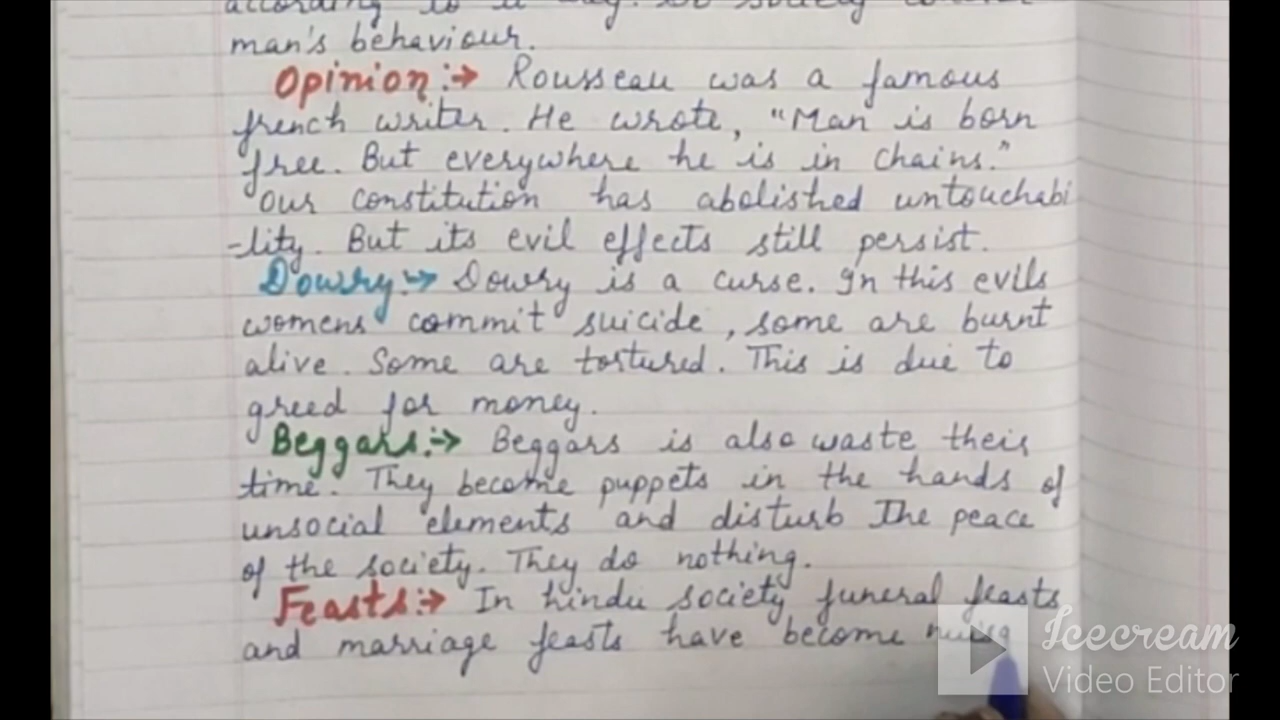 man's behaviour.
Opinion:→ Rousseau was a famous
french writer. He wrote, "Man is born
free. But everywhere he is in chains."
Our constitution has abolished untouchabi
-lity. But its evil effects still persist.
Dowry:→ Dowry is a curse. In this evils
womens commit suicide, some are burnt
alive. Some are tortured. This is due to
greed for money.
Beggars:→ Beggars is also waste their
time. They become puppets in the hands of
unsocial elements and disturb The peace
of the society. They do nothing.
Feasts:→ In hindu society funeral feasts
and marriage feasts have become
Icecream
Video Editor